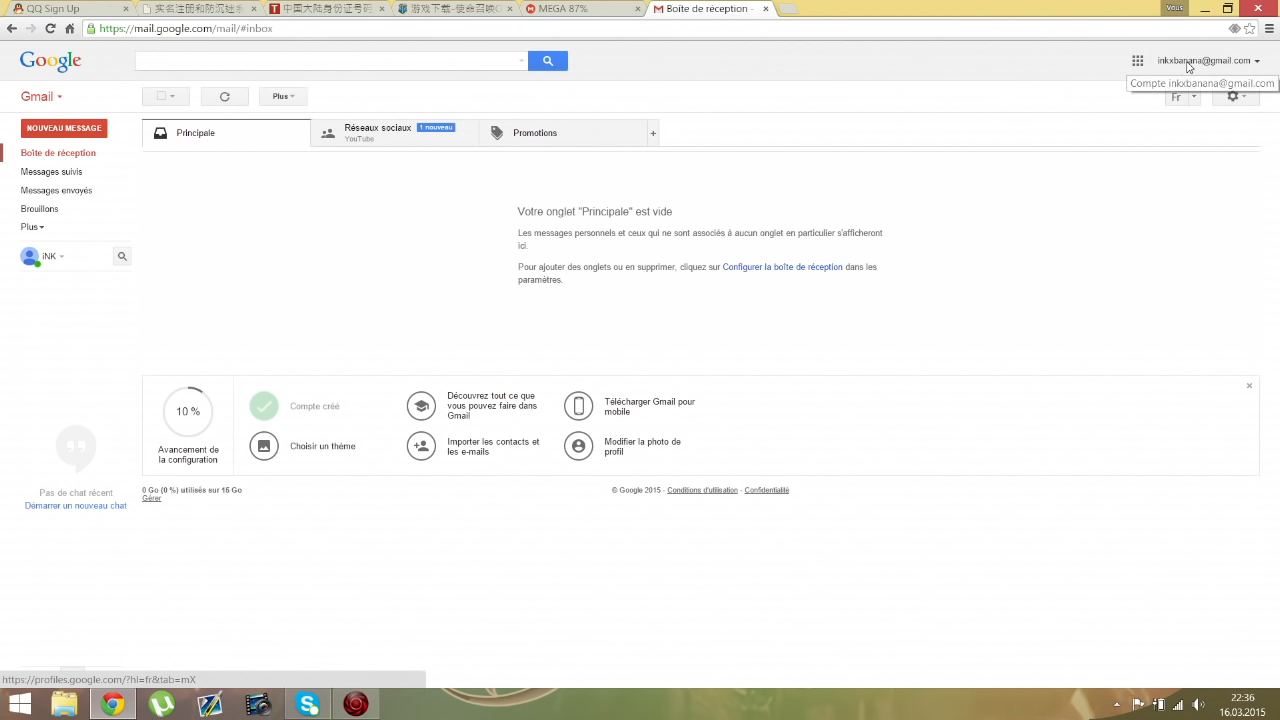 QQ Sign Up
实名注册和防沉迷系统
中国大陆身份证号码
游戏下载-使命召唤O
MEGA 87%
Boîte de réception -
Vous
https://mail.google.com/mail/#inbox
Google
inkxbanana@gmail.com
Compte inkxbanana@gmail.com
Gmail
Plus
Fr
NOUVEAU MESSAGE
Principale
Réseaux sociaux 1 nouveau
YouTube
Promotions
+
Boîte de réception
Messages suivis
Messages envoyés
Brouillons
Plus
iNK
Votre onglet "Principale" est vide
Les messages personnels et ceux qui ne sont associés à aucun onglet en particulier s'afficheront
ici.
Pour ajouter des onglets ou en supprimer, cliquez sur Configurer la boîte de réception dans les
paramètres.
10 %
Avancement de
la configuration
Compte créé
Choisir un thème
Découvrez tout ce que
vous pouvez faire dans
Gmail
Importer les contacts et
les e-mails
Télécharger Gmail pour
mobile
Modifier la photo de
profil
Pas de chat récent
Démarrer un nouveau chat
0 Go (0 %) utilisés sur 15 Go
Gérer
© Google 2015 - Conditions d'utilisation - Confidentialité
https://profiles.google.com/?hl=fr&tab=mX
22:36
16.03.2015